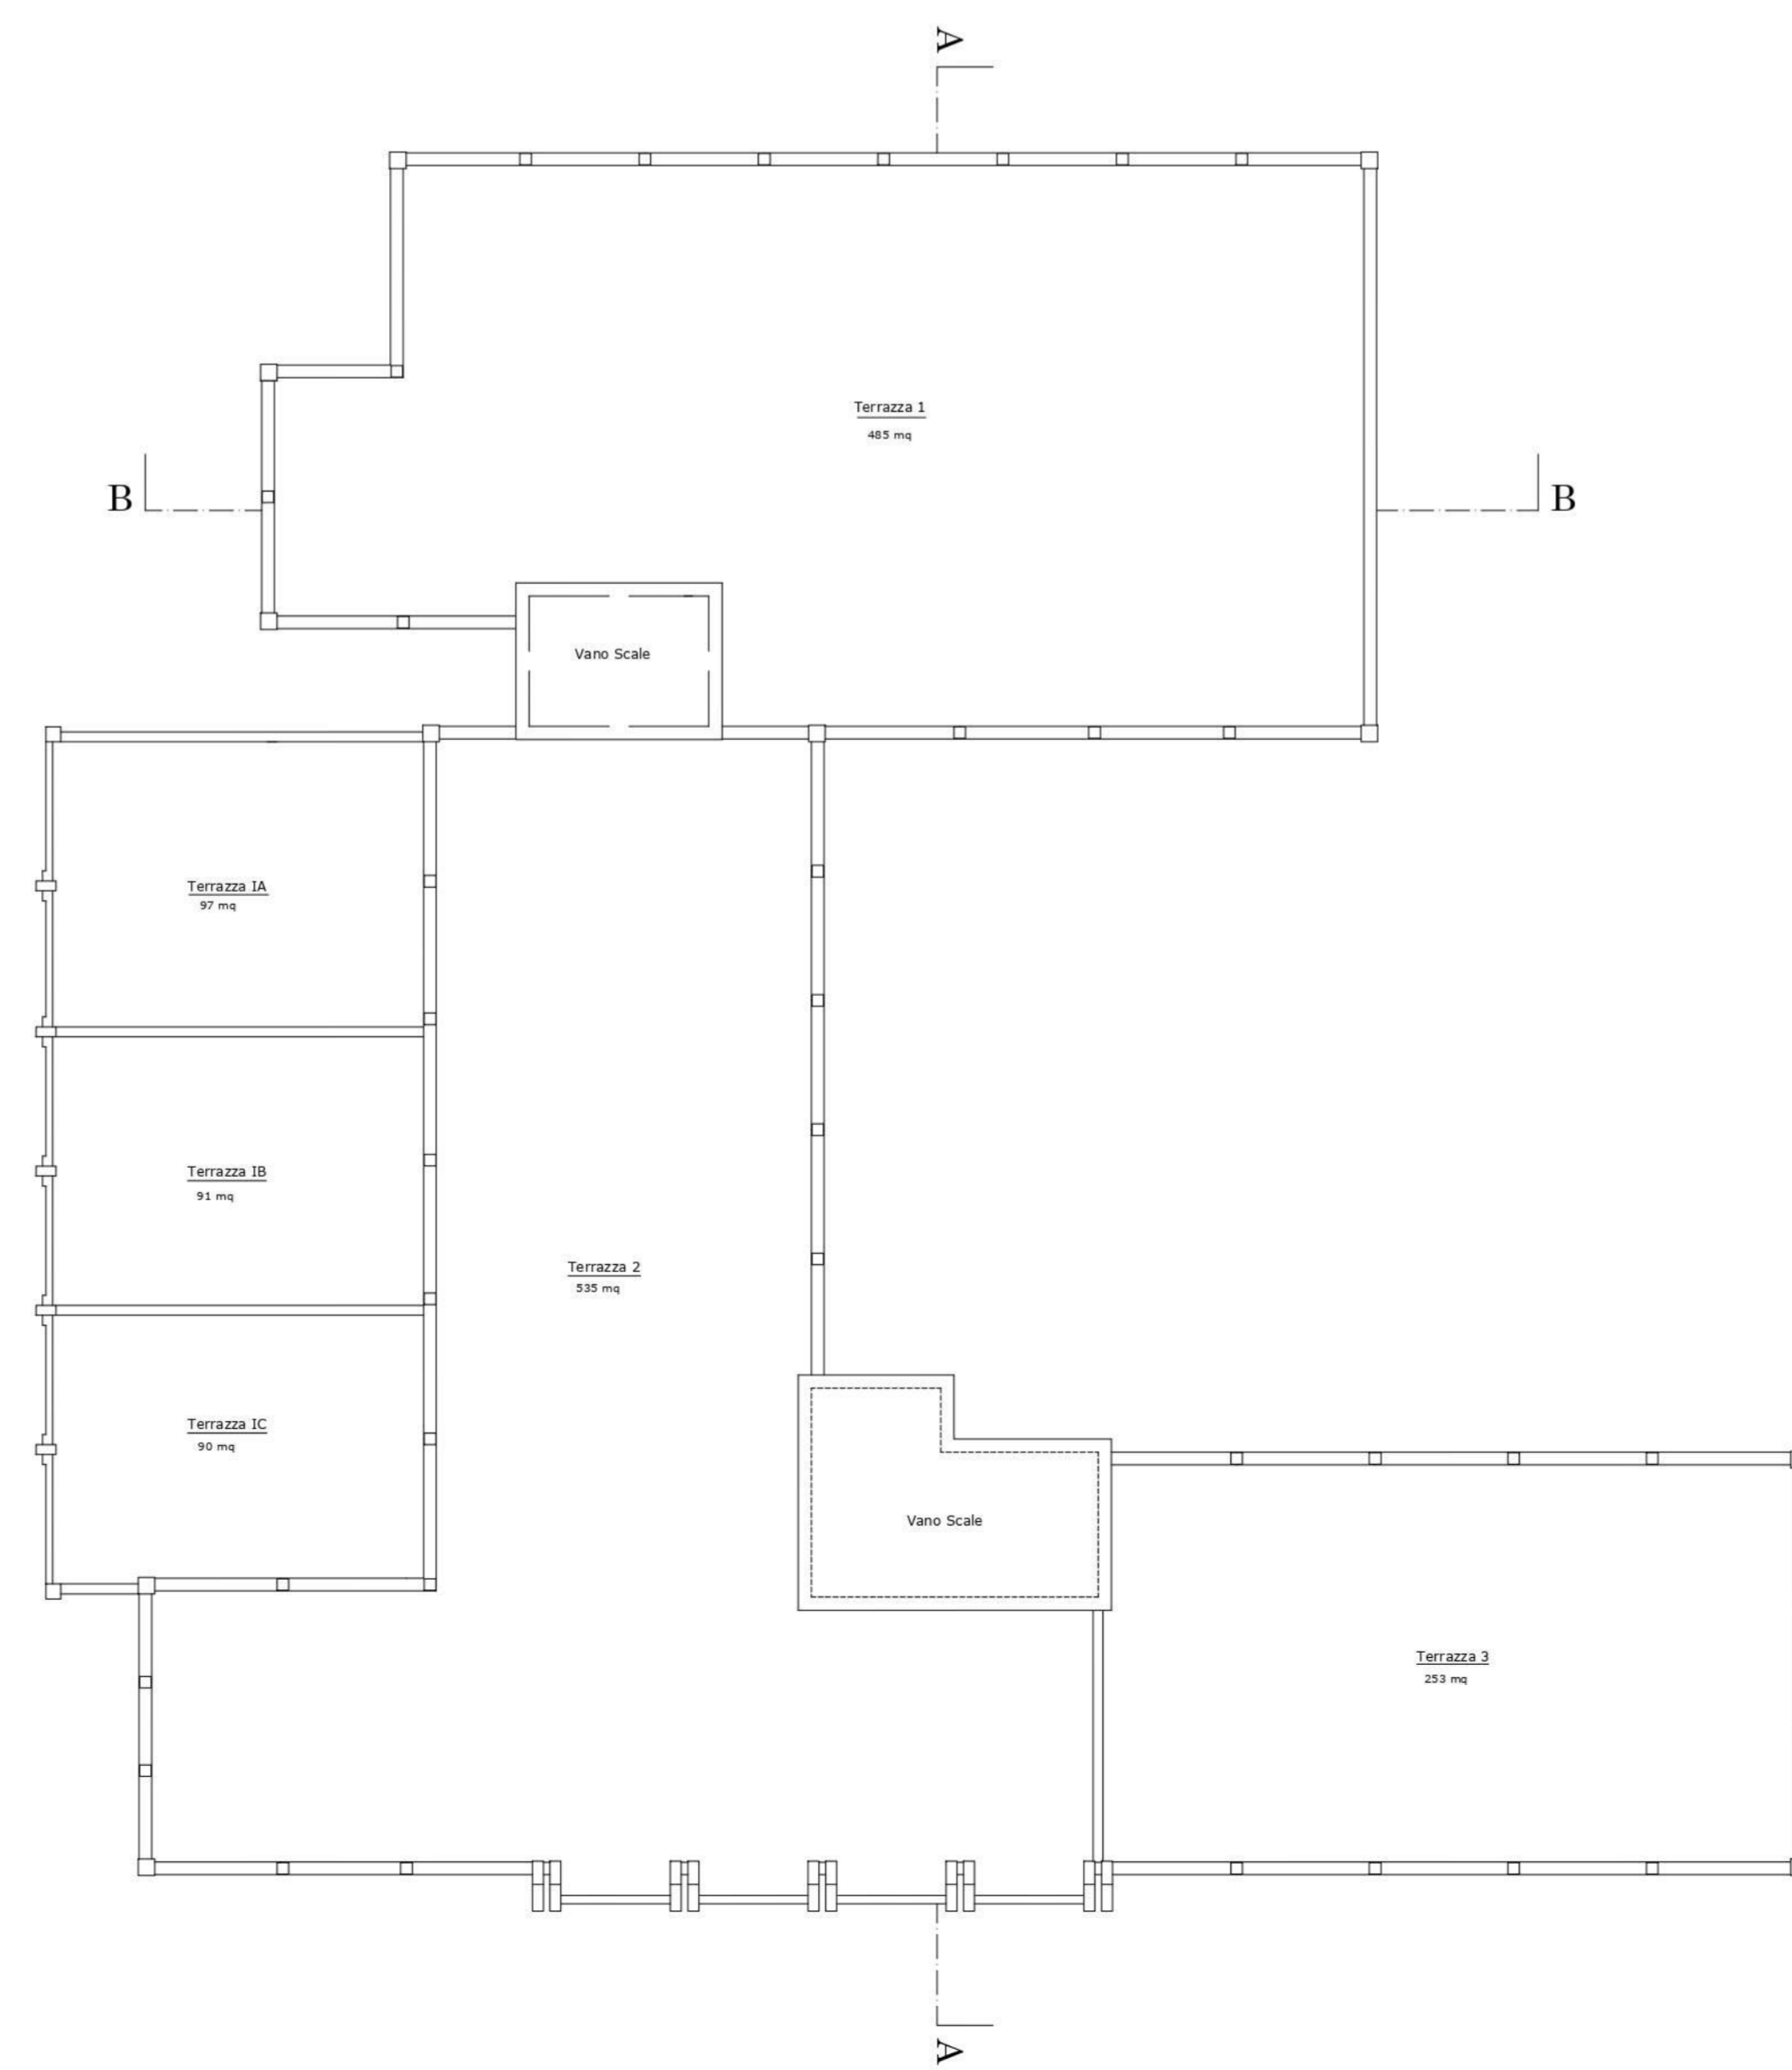 A
Terrazza 1
485 mq
B
B
Vano Scale
Terrazza IA
97 mq
Terrazza IB
91 mq
Terrazza 2
535 mq
Terrazza IC
90 mq
Vano Scale
Terrazza 3
253 mq
A